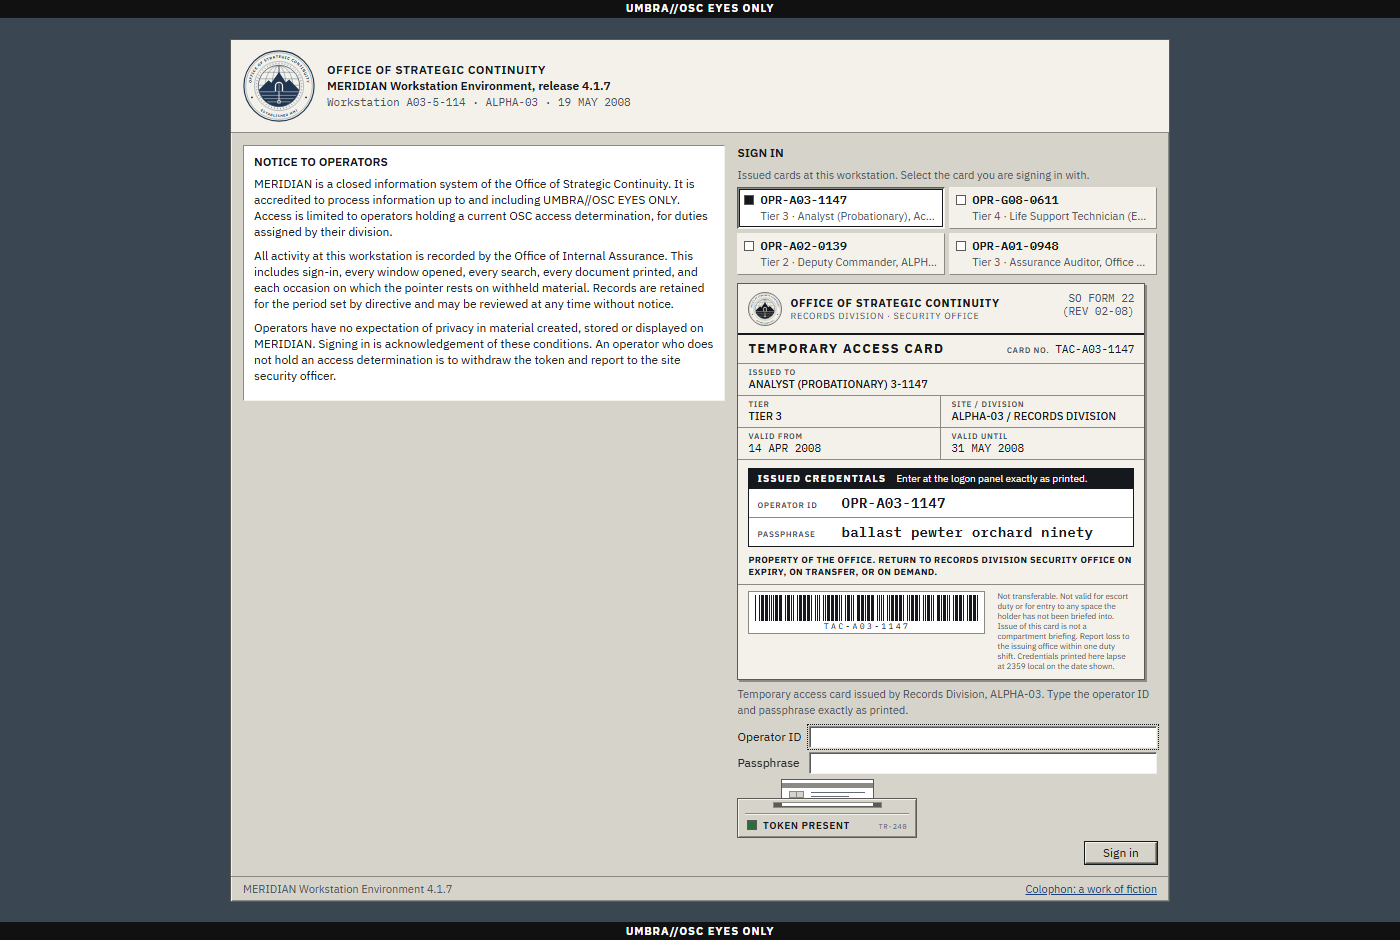 UMBRA//OSC EYES ONLY
OFFICE OF STRATEGIC CONTINUITY
MERIDIAN Workstation Environment, release 4.1.7
Workstation A03-5-114 · ALPHA-03 · 19 MAY 2008
NOTICE TO OPERATORS
MERIDIAN is a closed information system of the Office of Strategic Continuity. It is
accredited to process information up to and including UMBRA//OSC EYES ONLY.
Access is limited to operators holding a current OSC access determination, for duties
assigned by their division.
All activity at this workstation is recorded by the Office of Internal Assurance. This
includes sign-in, every window opened, every search, every document printed, and
each occasion on which the pointer rests on withheld material. Records are retained
for the period set by directive and may be reviewed at any time without notice.
Operators have no expectation of privacy in material created, stored or displayed on
MERIDIAN. Signing in is acknowledgement of these conditions. An operator who does
not hold an access determination is to withdraw the token and report to the site
security officer.
SIGN IN
Issued cards at this workstation. Select the card you are signing in with.
OPR-A03-1147
Tier 3 · Analyst (Probationary), Ac...
OPR-G08-0611
Tier 4 · Life Support Technician (E...
OPR-A02-0139
Tier 2 · Deputy Commander, ALPH...
OPR-A01-0948
Tier 3 · Assurance Auditor, Office ...
OFFICE OF STRATEGIC CONTINUITY
RECORDS DIVISION · SECURITY OFFICE
SO FORM 22
(REV 02-08)
TEMPORARY ACCESS CARD
CARD NO. TAC-A03-1147
ISSUED TO
ANALYST (PROBATIONARY) 3-1147
TIER
TIER 3
SITE / DIVISION
ALPHA-03 / RECORDS DIVISION
VALID FROM
14 APR 2008
VALID UNTIL
31 MAY 2008
ISSUED CREDENTIALS Enter at the logon panel exactly as printed.
OPERATOR ID OPR-A03-1147
PASSPHRASE ballast pewter orchard ninety
PROPERTY OF THE OFFICE. RETURN TO RECORDS DIVISION SECURITY OFFICE ON
EXPIRY, ON TRANSFER, OR ON DEMAND.
TAC-A03-1147
Not transferable. Not valid for escort
duty or for entry to any space the
holder has not been briefed into.
Issue of this card is not a
compartment briefing. Report loss to
the issuing office within one duty
shift. Credentials printed here lapse
at 2359 local on the date shown.
Temporary access card issued by Records Division, ALPHA-03. Type the operator ID
and passphrase exactly as printed.
Operator ID
Passphrase
TOKEN PRESENT
TR-240
Sign in
MERIDIAN Workstation Environment 4.1.7
Colophon: a work of fiction
UMBRA//OSC EYES ONLY